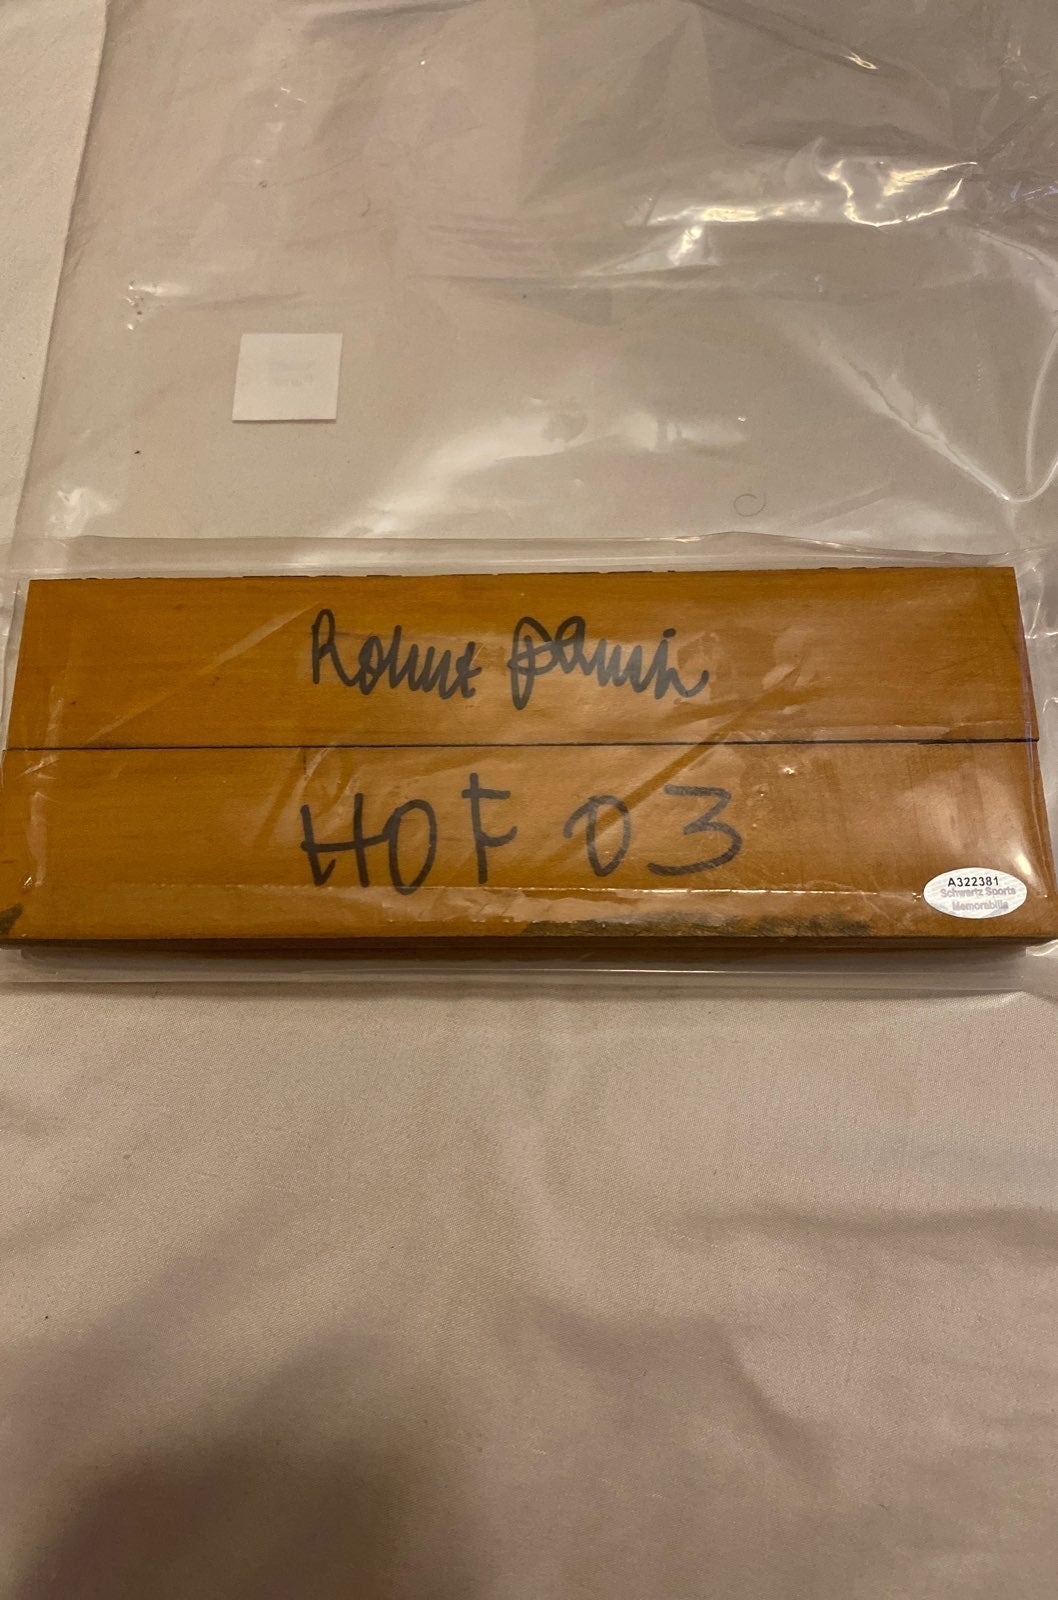 Robert Parish
HOF 03
A322381
Schwartz Sports
Memorabilia